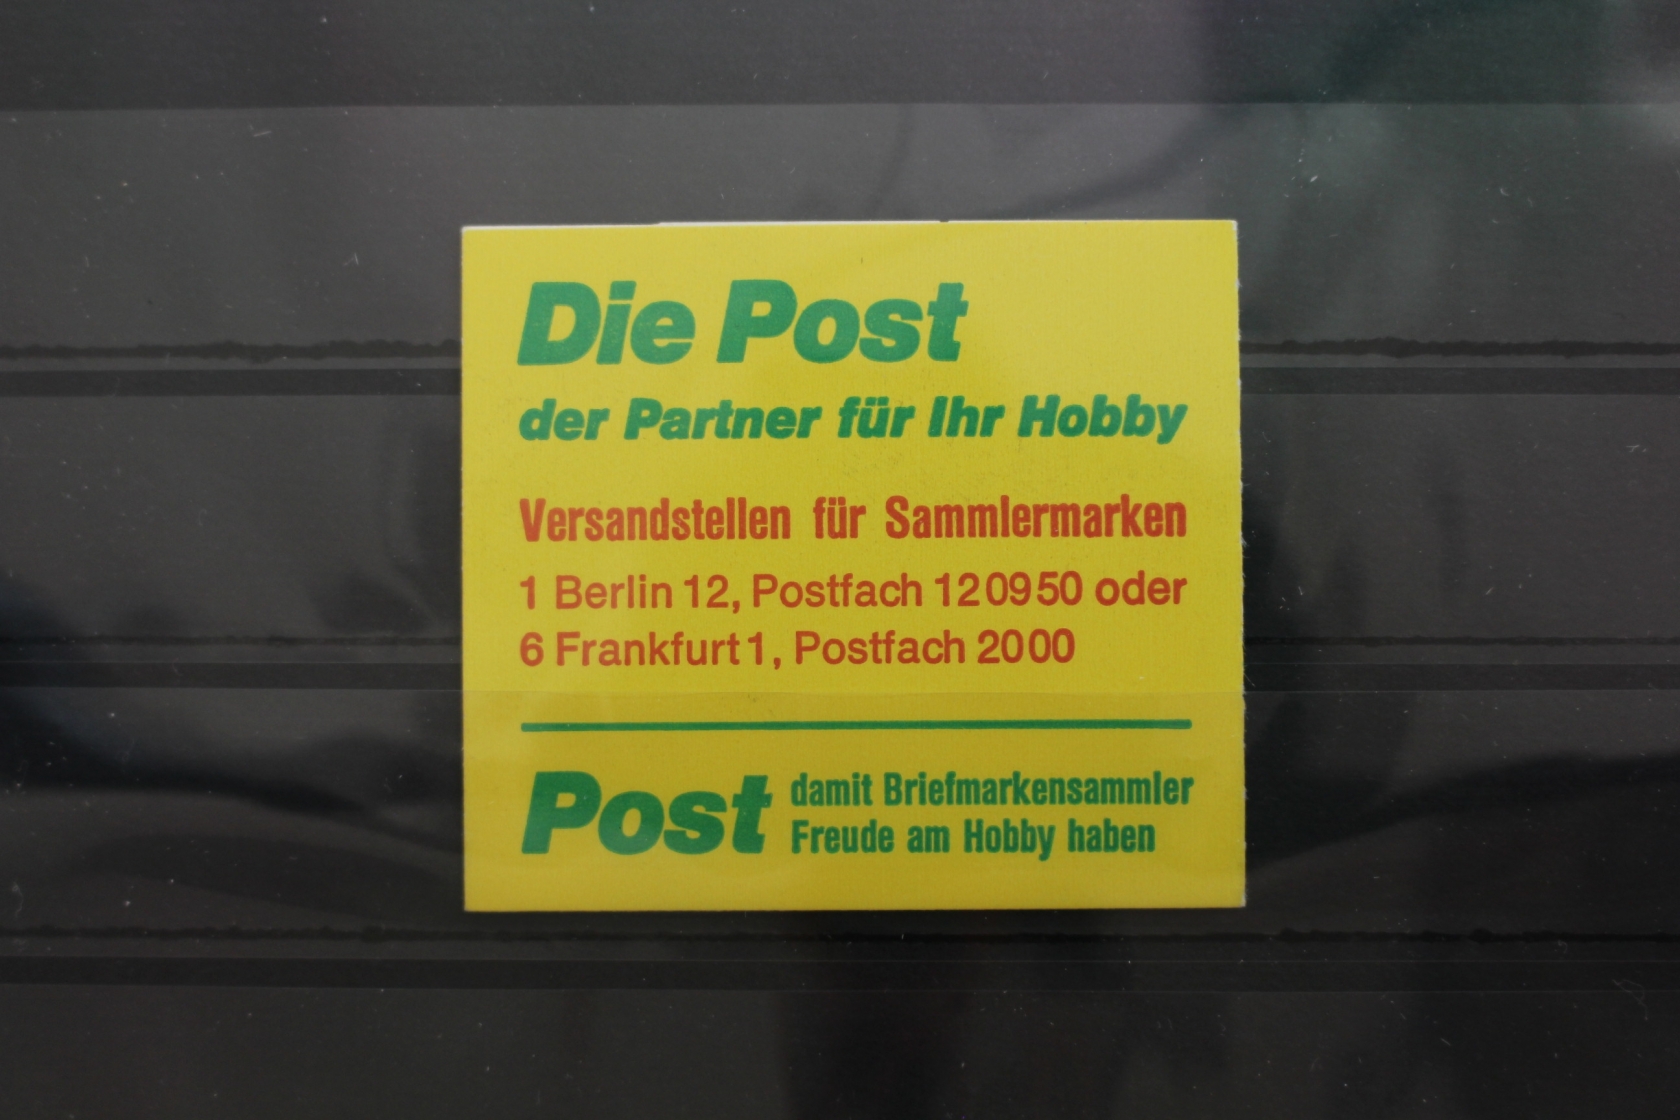 Die Post
der Partner für Ihr Hobby
Versandstellen für Sammlermarken
1 Berlin 12, Postfach 120950 oder
6 Frankfurt 1, Postfach 2000
Post damit Briefmarkensammler
Freude am Hobby haben